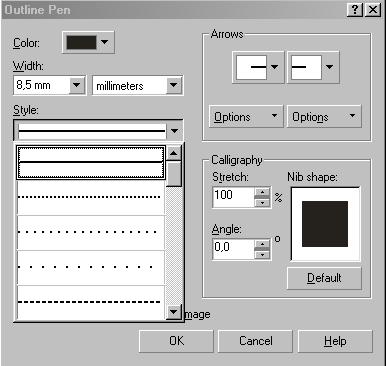 Outline Pen
Color:
Width:
8,5 mm
millimeters
Style:
mage
Arrows
Options
Options
Calligraphy
Stretch:
100
%
Angle:
0,0
o
Nib shape:
Default
OK
Cancel
Help